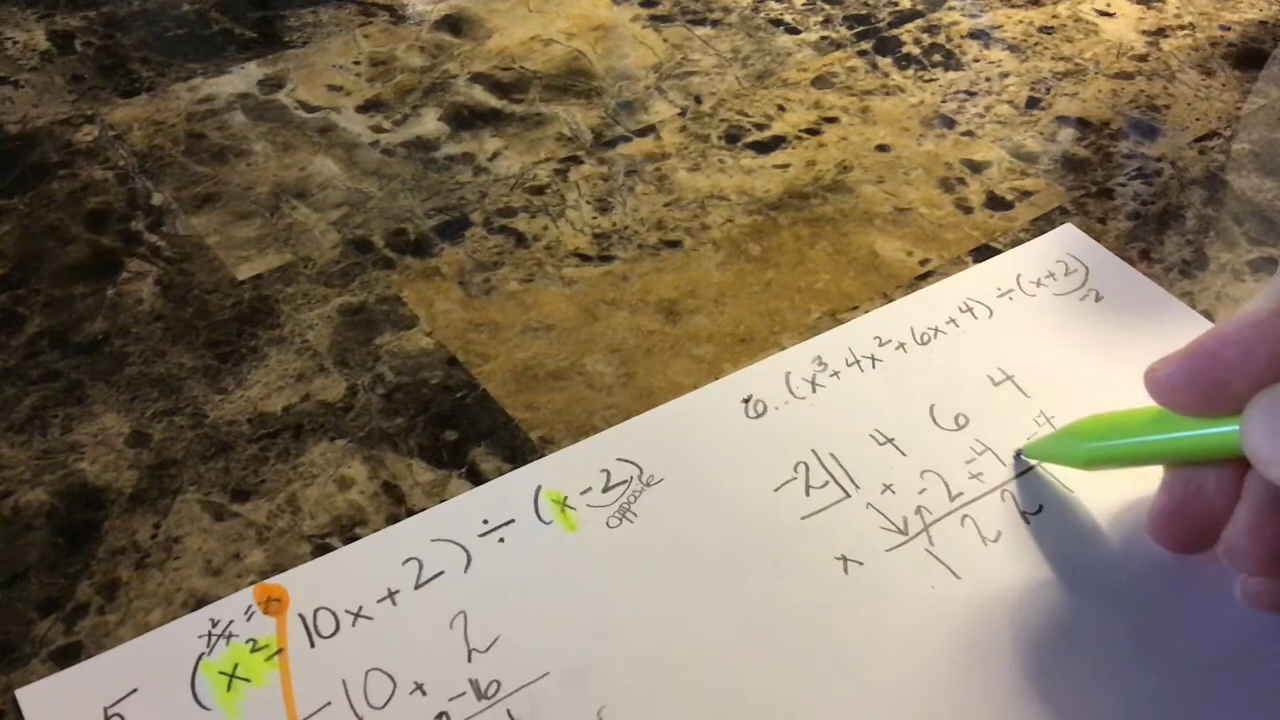 6. (x³+4x²+6x+4) ÷ (x+2)
-2
-2 1 4 6 4
+ -2 + -4 -4
x 1 2 2
÷ (x-2)
opposite
(x² - 10x + 2)
5
-10 + 2
-16